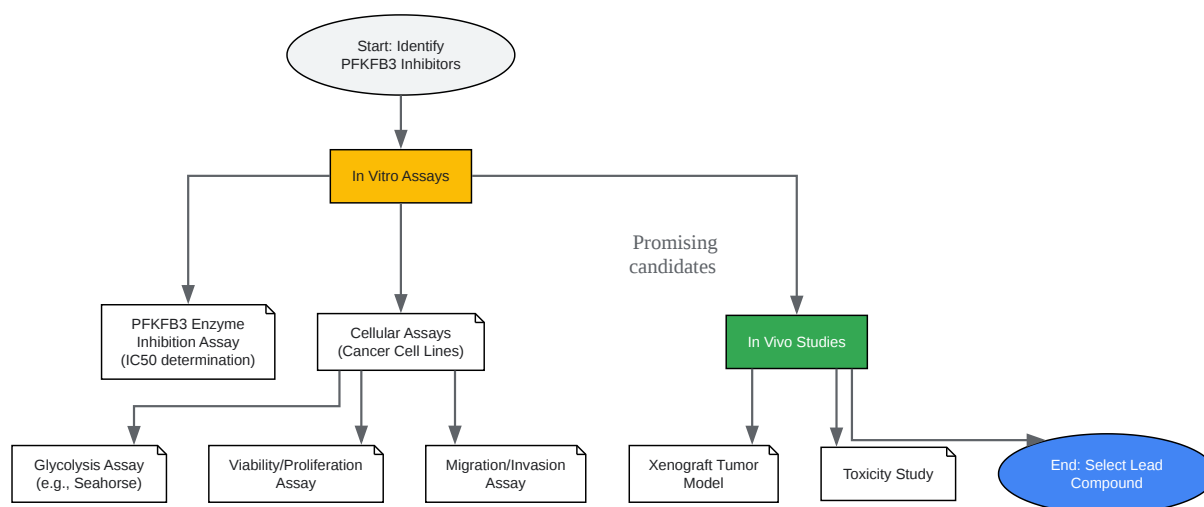 Start: Identify
PFKFB3 Inhibitors
In Vitro Assays
Promising
candidates
PFKFB3 Enzyme
Inhibition Assay
(IC50 determination)
Cellular Assays
(Cancer Cell Lines)
In Vivo Studies
Glycolysis Assay
(e.g., Seahorse)
Viability/Proliferation
Assay
Migration/Invasion
Assay
Xenograft Tumor
Model
Toxicity Study
End: Select Lead
Compound